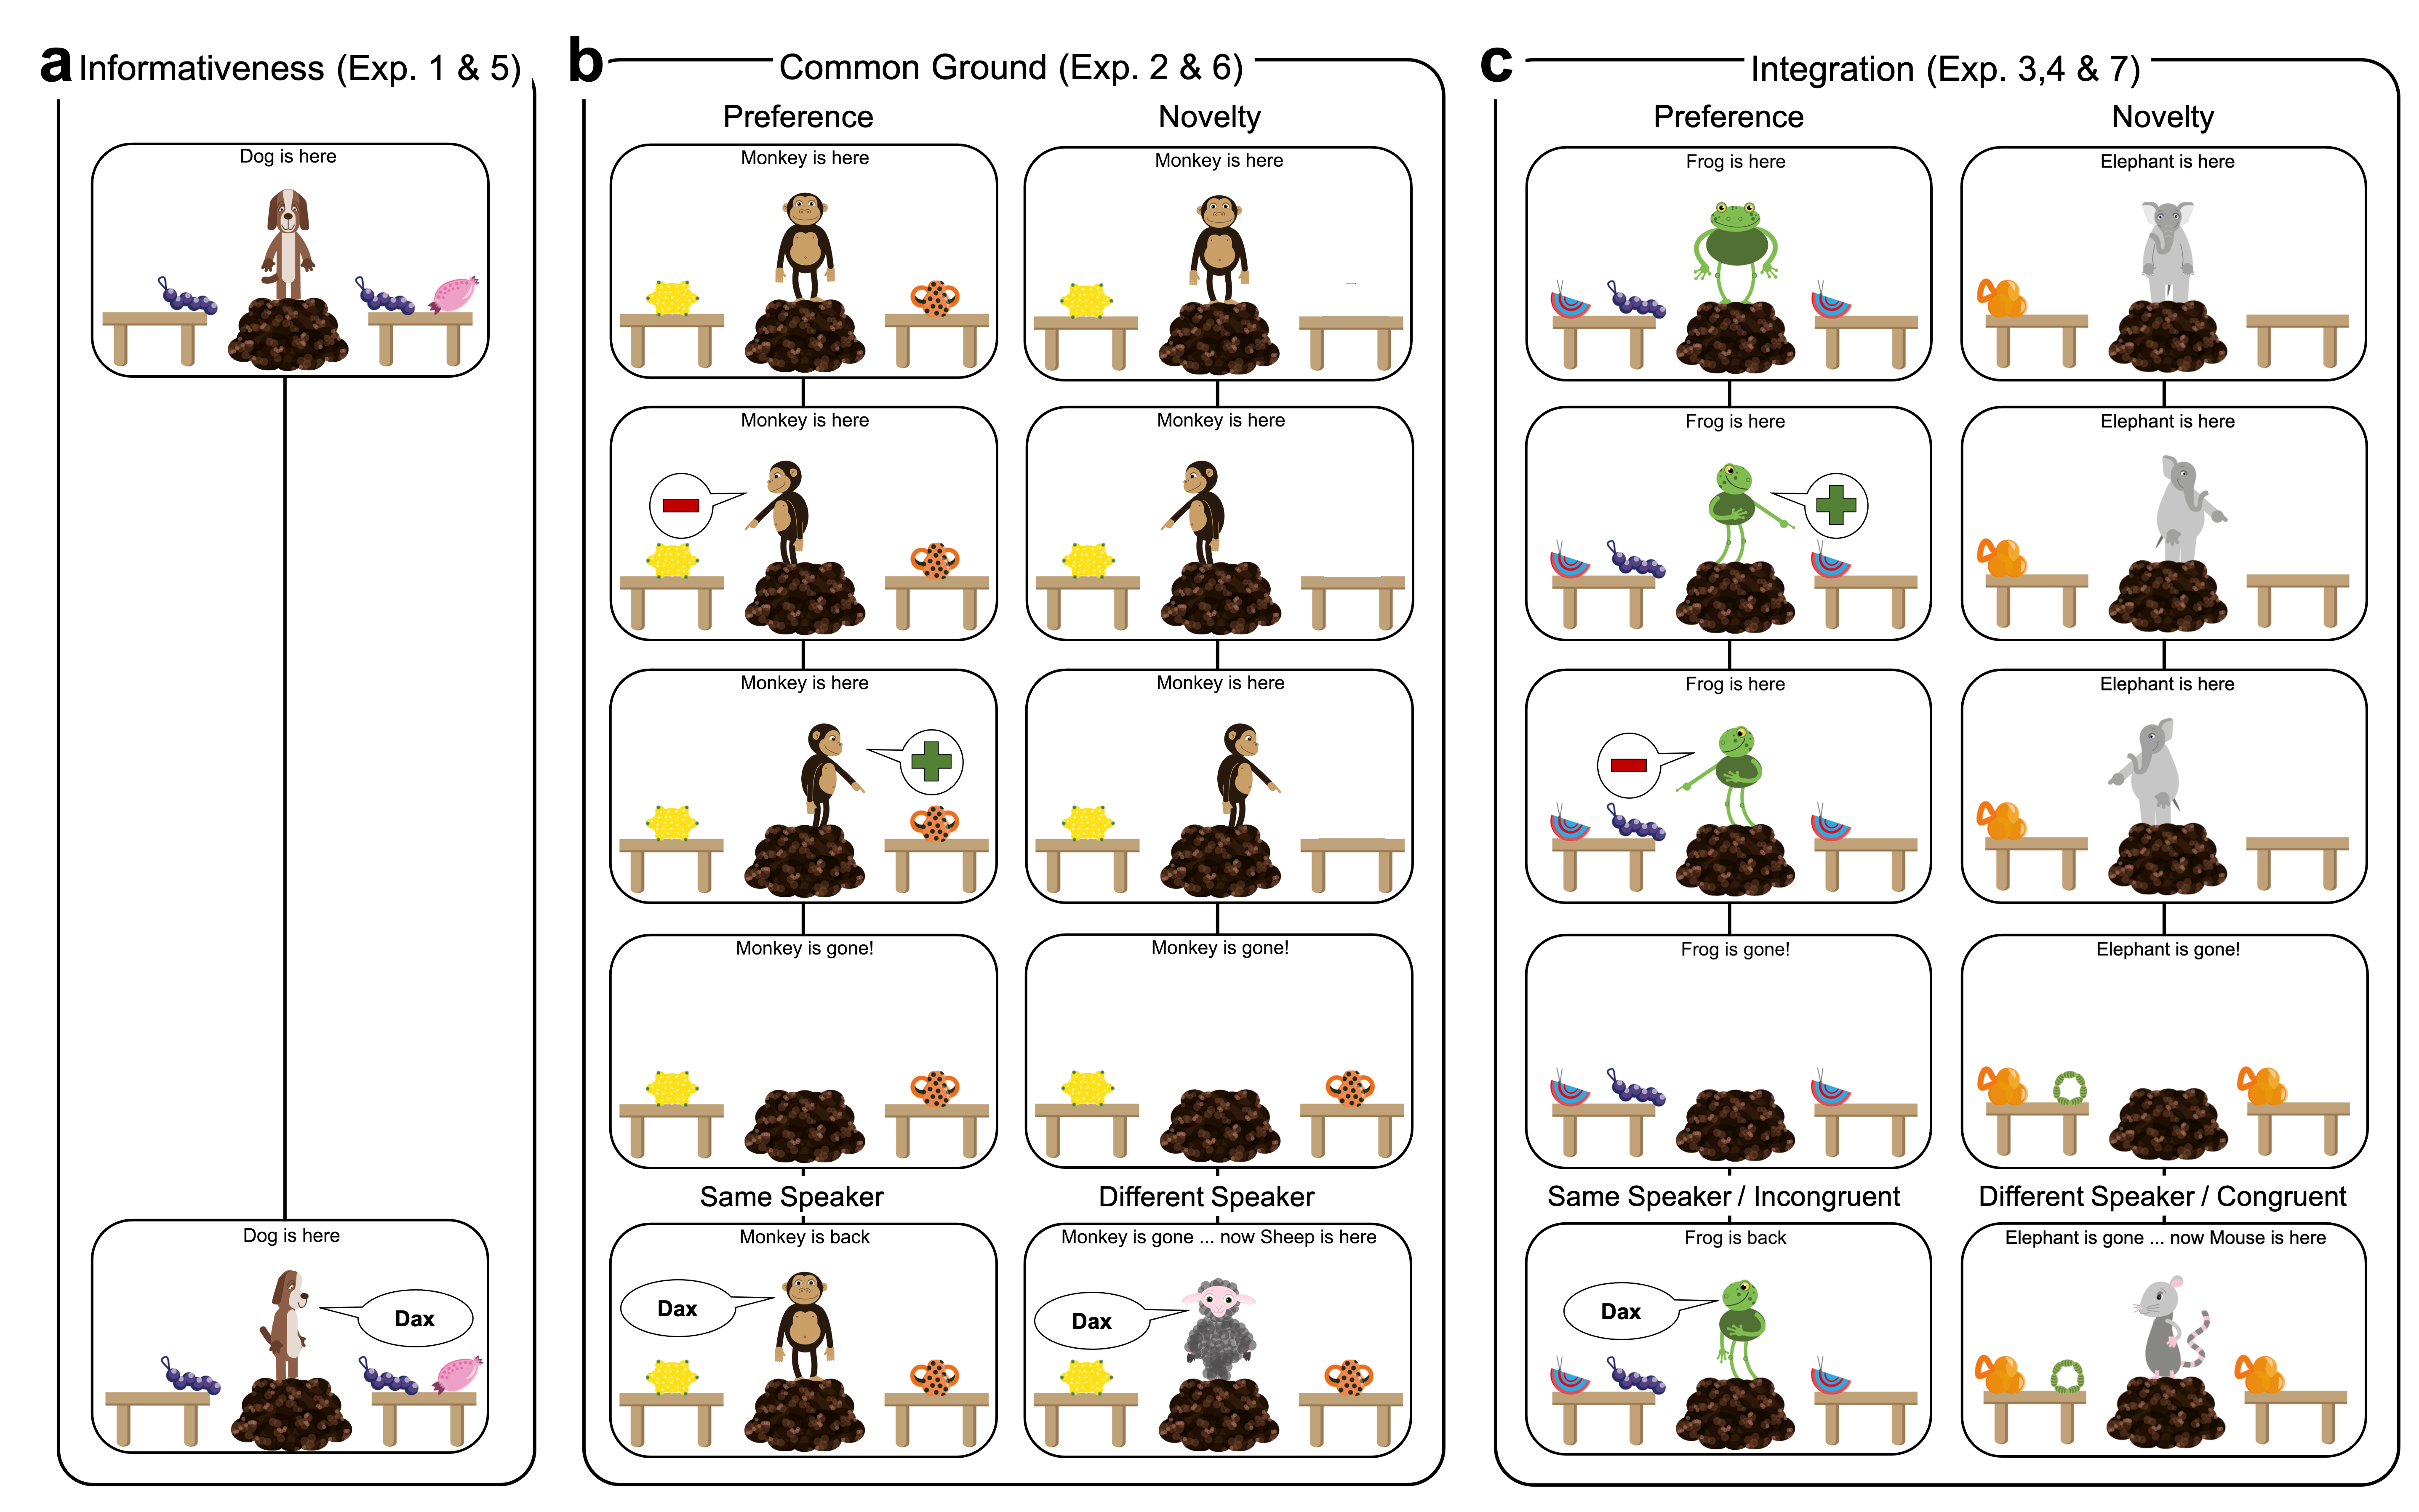 a Informativeness (Exp. 1 & 5)
Dog is here
Dog is here
Dax
b Common Ground (Exp. 2 & 6)
Preference
Monkey is here
Monkey is here
Monkey is here
Monkey is gone!
Same Speaker
Monkey is back
Dax
Novelty
Monkey is here
Monkey is here
Monkey is here
Monkey is gone!
Different Speaker
Monkey is gone ... now Sheep is here
Dax
c Integration (Exp. 3,4 & 7)
Preference
Frog is here
Frog is here
Frog is here
Frog is gone!
Same Speaker / Incongruent
Frog is back
Dax
Novelty
Elephant is here
Elephant is here
Elephant is here
Elephant is gone!
Different Speaker / Congruent
Elephant is gone ... now Mouse is here